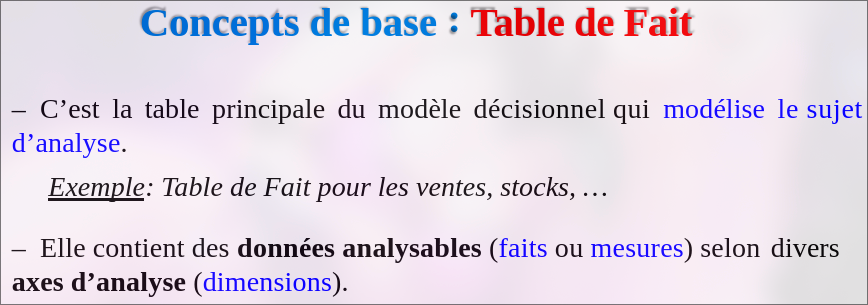 Concepts de base : Table de Fait
– C’est la table principale du modèle décisionnel qui modélise le sujet
d’analyse.
Exemple: Table de Fait pour les ventes, stocks, …
– Elle contient des données analysables (faits ou mesures) selon divers
axes d’analyse (dimensions).